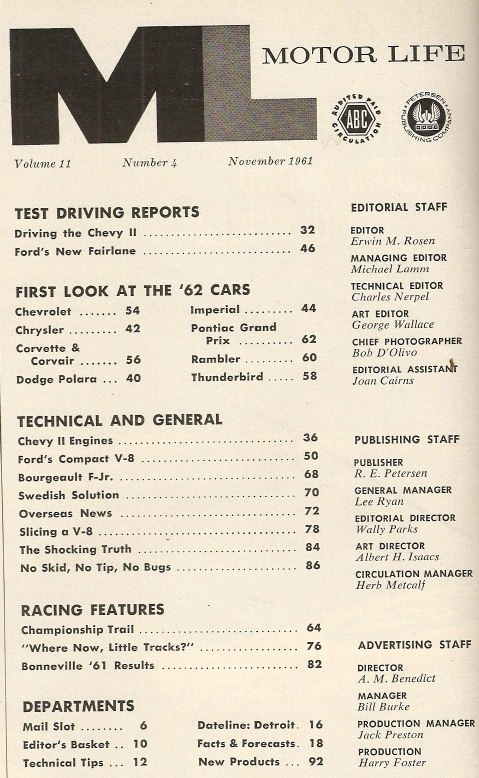 ML MOTOR LIFE
AUDITED PAID CIRCULATION
ABC
PETERSEN PUBLISHING COMPANY
Volume 11 Number 4 November 1961
TEST DRIVING REPORTS
Driving the Chevy II .......................... 32
Ford's New Fairlane .......................... 46
FIRST LOOK AT THE '62 CARS
Chevrolet ....... 54
Chrysler ......... 42
Corvette &
Corvair ....... 56
Dodge Polara ... 40
Imperial ......... 44
Pontiac Grand
Prix ........... 62
Rambler ......... 60
Thunderbird ..... 58
TECHNICAL AND GENERAL
Chevy II Engines .............................. 36
Ford's Compact V-8 ............................ 50
Bourgeault F-Jr. .............................. 68
Swedish Solution .............................. 70
Overseas News ................................ 72
Slicing a V-8 .................................. 78
The Shocking Truth ............................ 84
No Skid, No Tip, No Bugs ...................... 86
RACING FEATURES
Championship Trail ............................ 64
"Where Now, Little Tracks?" .................. 76
Bonneville '61 Results ........................ 82
DEPARTMENTS
Mail Slot ........ 6
Editor's Basket .. 10
Technical Tips ... 12
Dateline: Detroit. 16
Facts & Forecasts. 18
New Products ... 92
EDITORIAL STAFF
EDITOR
Erwin M. Rosen
MANAGING EDITOR
Michael Lamm
TECHNICAL EDITOR
Charles Nerpel
ART EDITOR
George Wallace
CHIEF PHOTOGRAPHER
Bob D'Olivo
EDITORIAL ASSISTANT
Joan Cairns
PUBLISHING STAFF
PUBLISHER
R. E. Petersen
GENERAL MANAGER
Lee Ryan
EDITORIAL DIRECTOR
Wally Parks
ART DIRECTOR
Albert H. Isaacs
CIRCULATION MANAGER
Herb Metcalf
ADVERTISING STAFF
DIRECTOR
A. M. Benedict
MANAGER
Bill Burke
PRODUCTION MANAGER
Jack Preston
PRODUCTION
Harry Foster